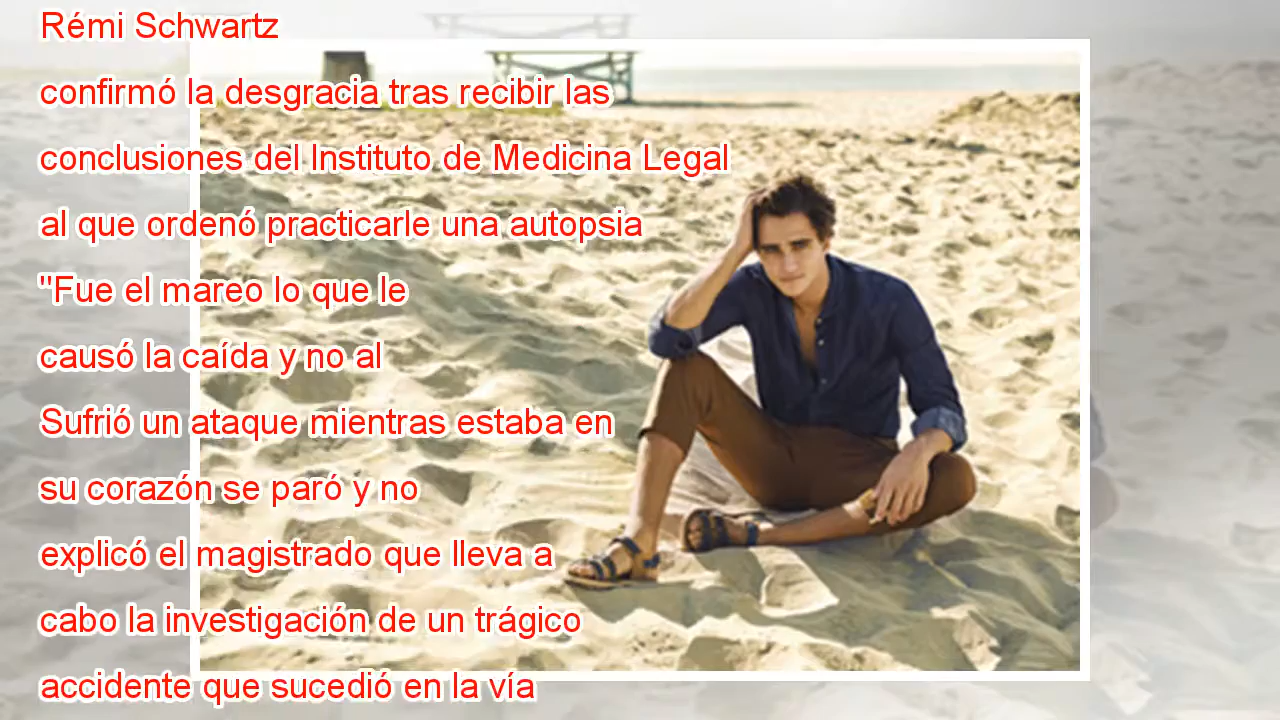 Rémi Schwartz
confirmó la desgracia tras recibir las
conclusiones del Instituto de Medicina Legal
al que ordenó practicarle una autopsia
"Fue el mareo lo que le
causó la caída y no al
Sufrió un ataque mientras estaba en
su corazón se paró y no
explicó el magistrado que lleva a
cabo la investigación de un trágico
accidente que sucedió en la vía